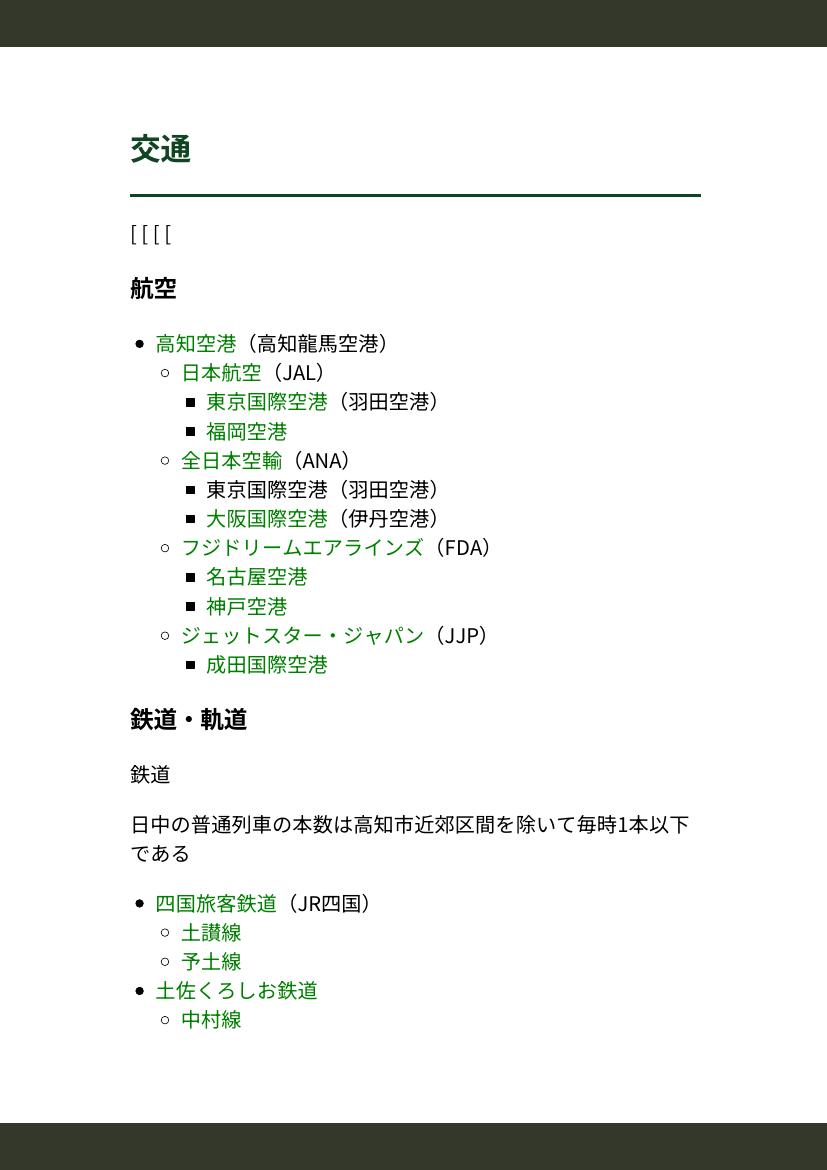 交通
[ [ [ [
航空
高知空港（高知龍馬空港）
日本航空（JAL）
東京国際空港（羽田空港）
福岡空港
全日本空輸（ANA）
東京国際空港（羽田空港）
大阪国際空港（伊丹空港）
フジドリームエアラインズ（FDA）
名古屋空港
神戸空港
ジェットスター・ジャパン（JJP）
成田国際空港
鉄道・軌道
鉄道
日中の普通列車の本数は高知市近郊区間を除いて毎時1本以下
である
四国旅客鉄道（JR四国）
土讃線
予土線
土佐くろしお鉄道
中村線